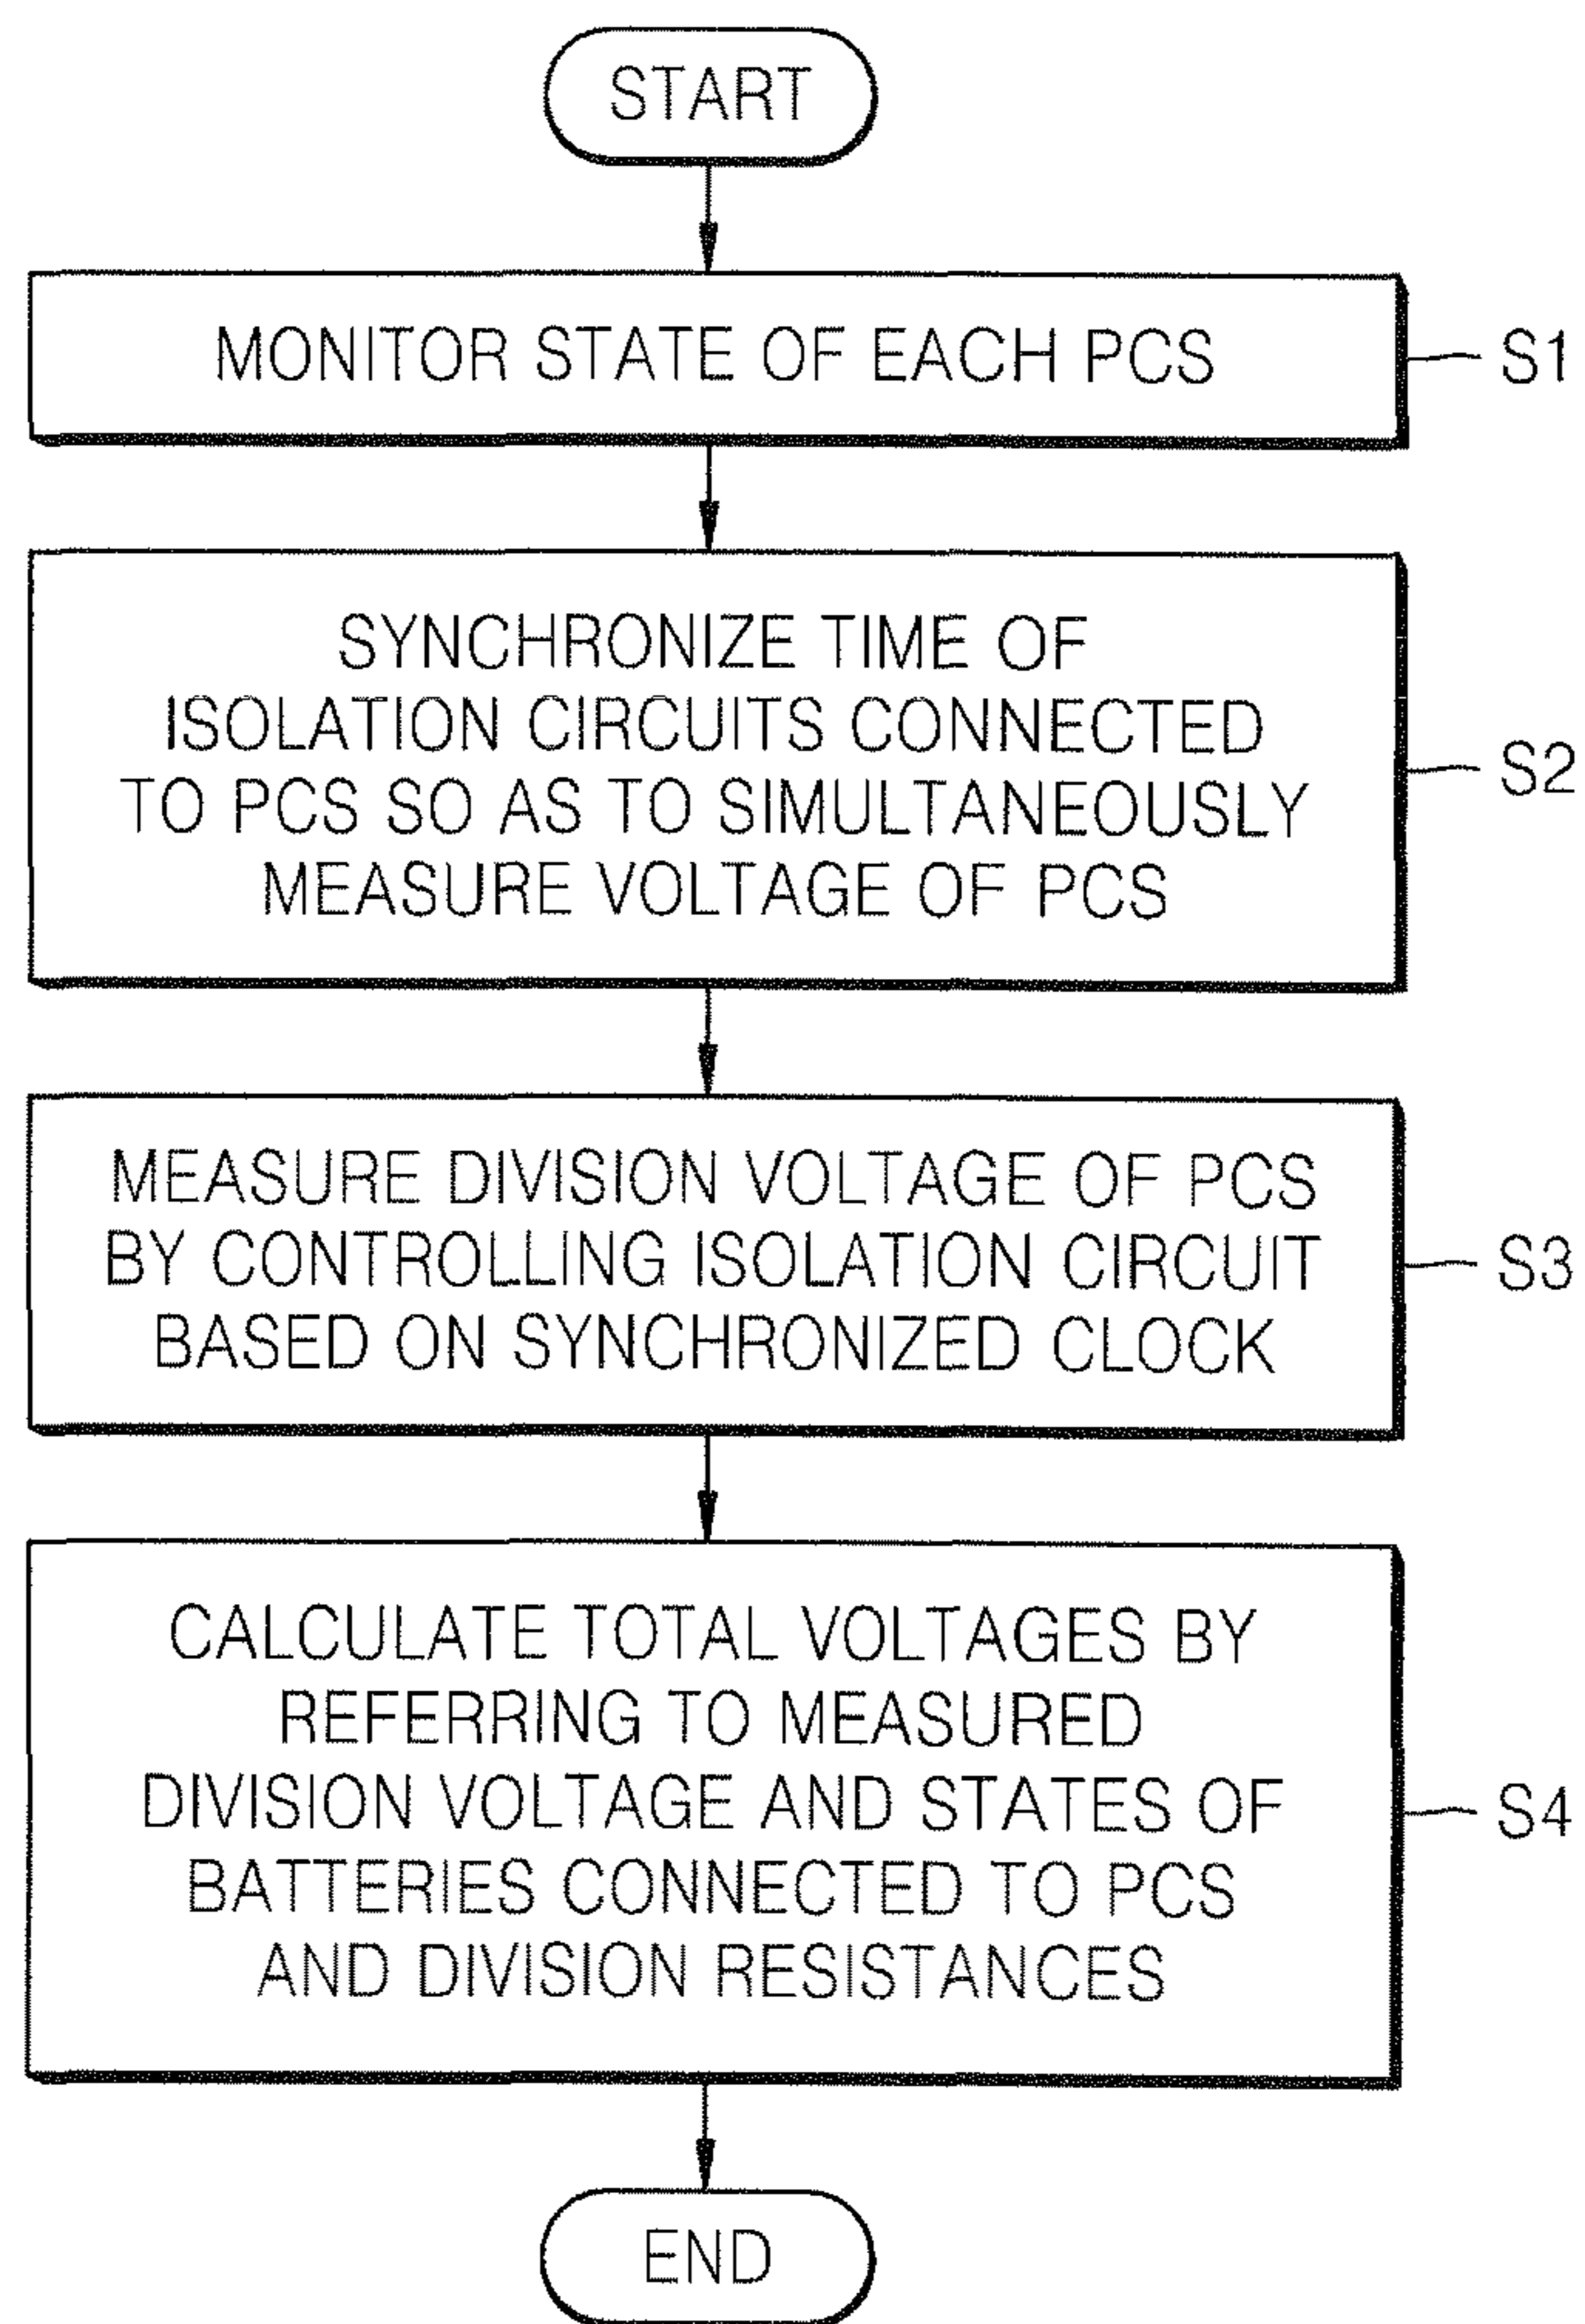 START
MONITOR STATE OF EACH PCS
S1
SYNCHRONIZE TIME OF
ISOLATION CIRCUITS CONNECTED
TO PCS SO AS TO SIMULTANEOUSLY
MEASURE VOLTAGE OF PCS
S2
MEASURE DIVISION VOLTAGE OF PCS
BY CONTROLLING ISOLATION CIRCUIT
BASED ON SYNCHRONIZED CLOCK
S3
CALCULATE TOTAL VOLTAGES BY
REFERRING TO MEASURED
DIVISION VOLTAGE AND STATES OF
BATTERIES CONNECTED TO PCS
AND DIVISION RESISTANCES
S4
END